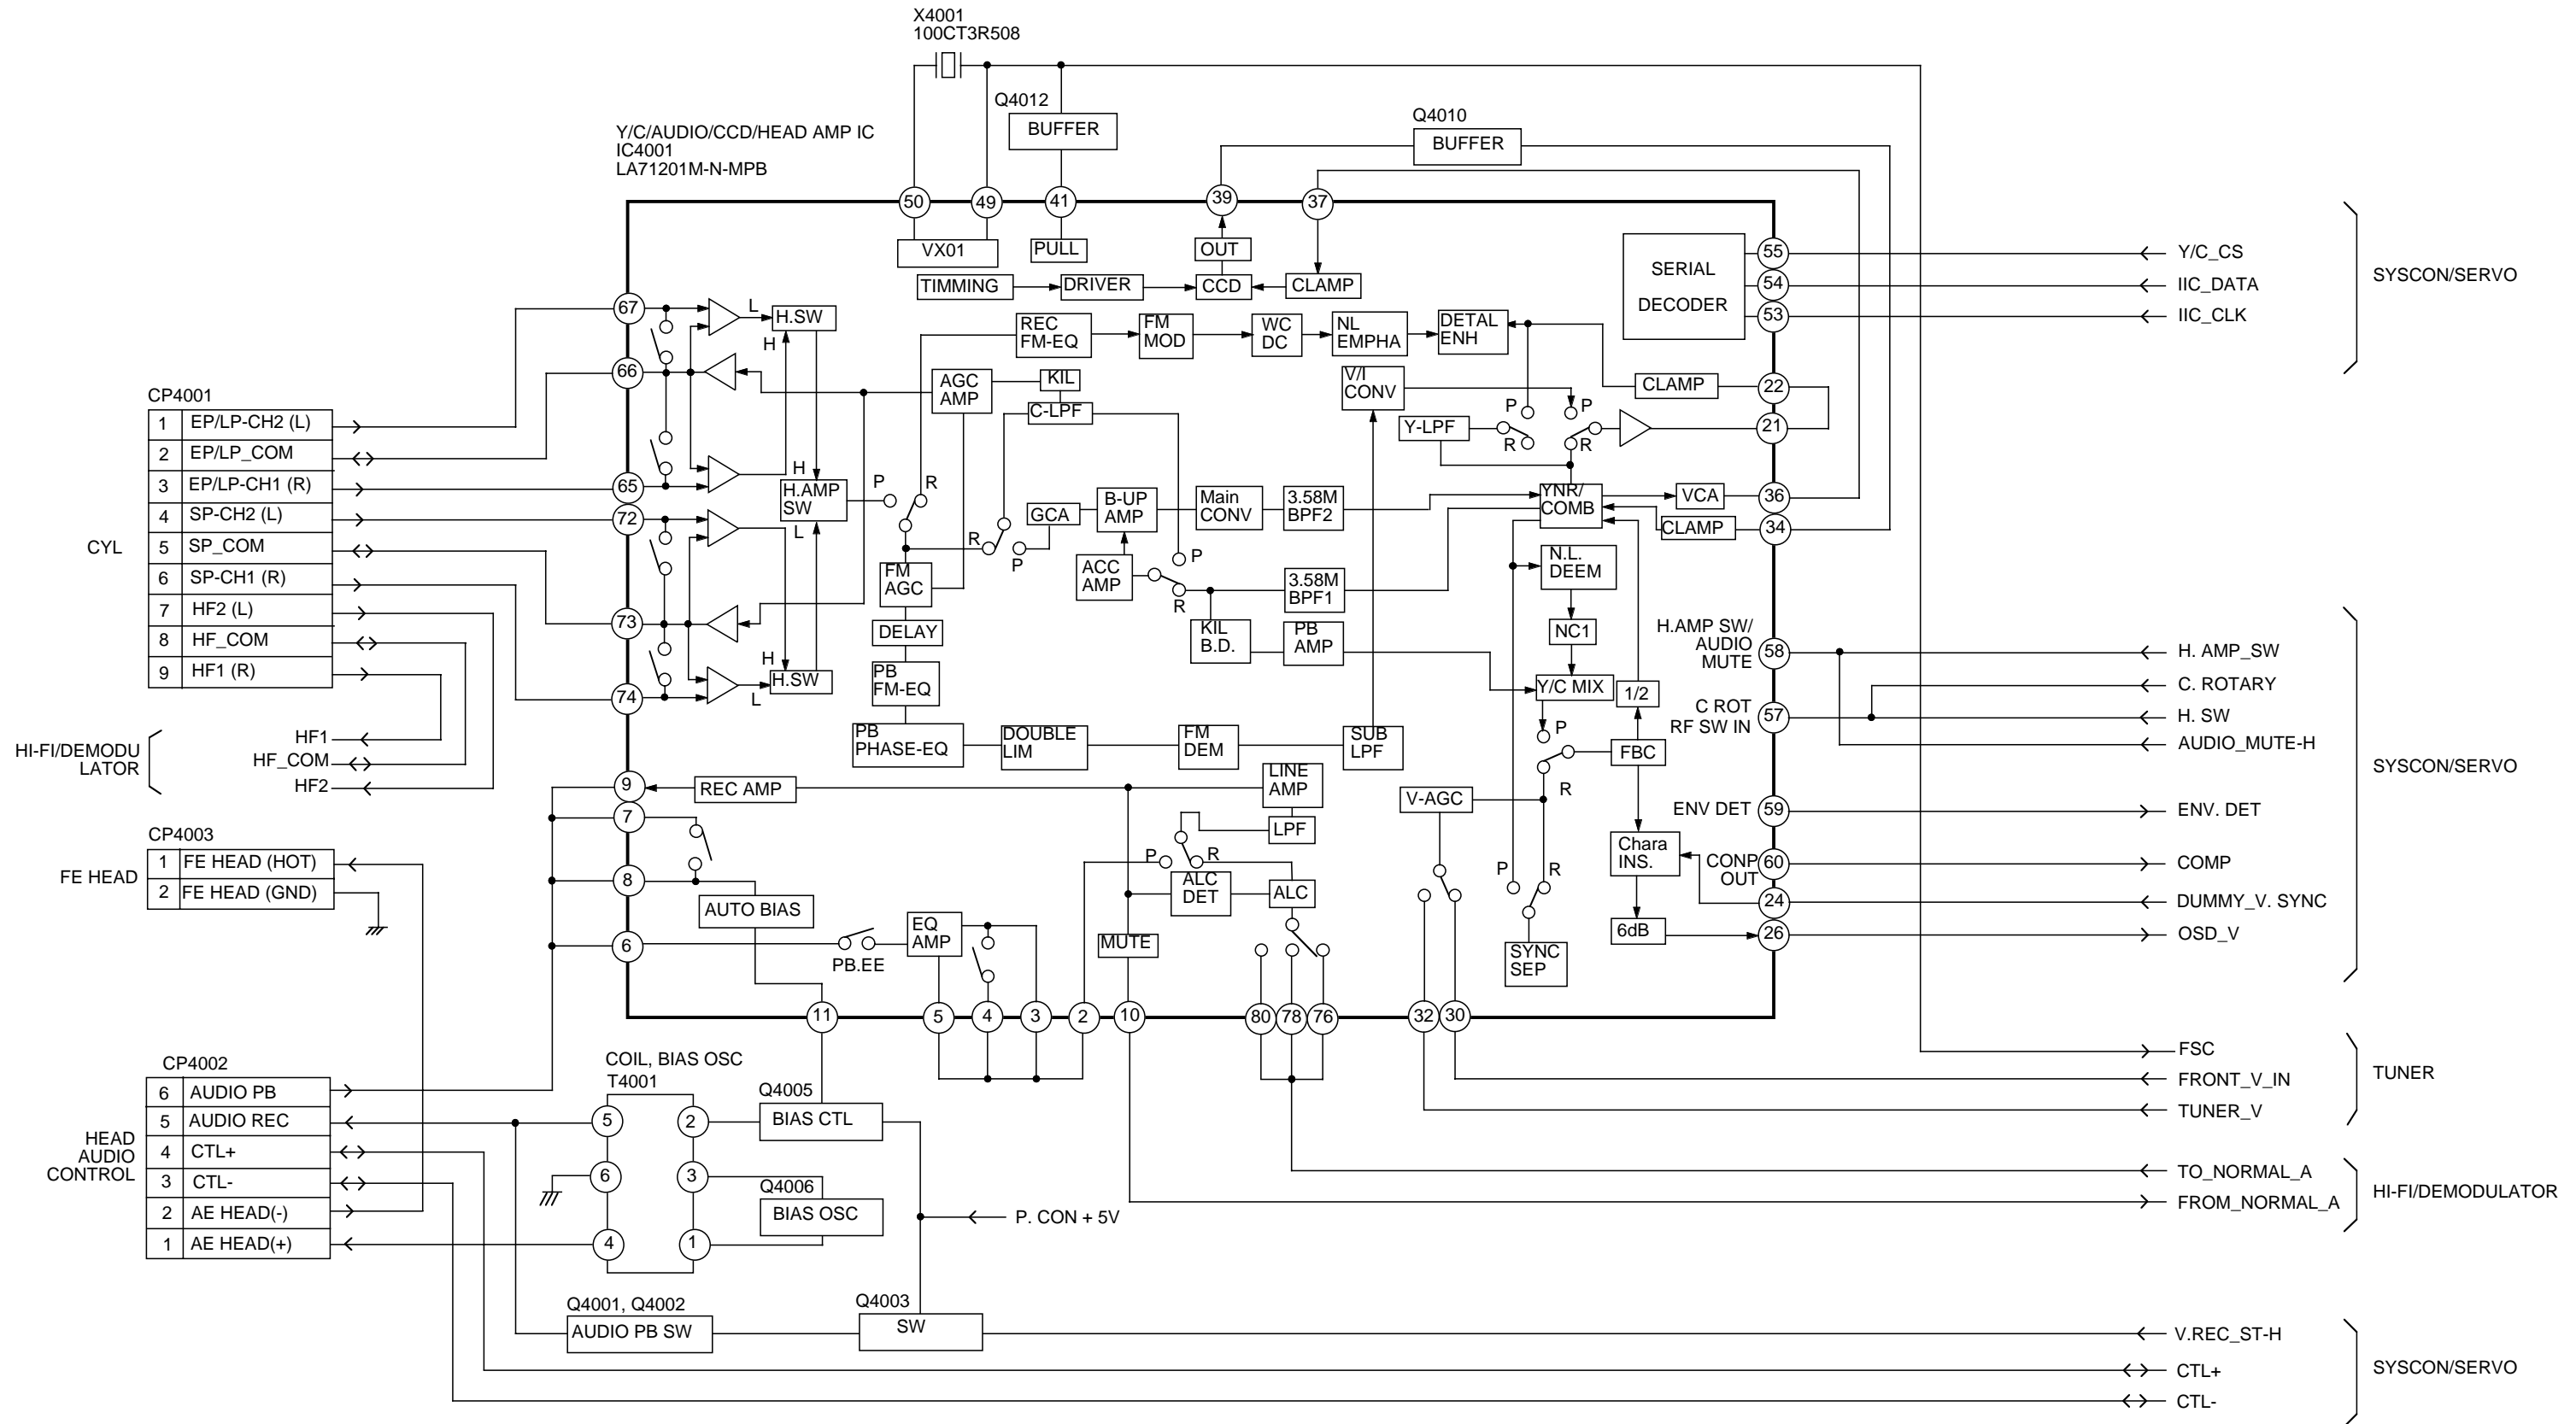 X4001
100CT3R508
Q4012
BUFFER
Q4010
BUFFER
Y/C/AUDIO/CCD/HEAD AMP IC
IC4001
LA71201M-N-MPB
50
49
41
39
37
VX01
PULL
OUT
TIMMING
DRIVER
CCD
CLAMP
SERIAL
DECODER
55
54
53
Y/C_CS
IIC_DATA
IIC_CLK
SYSCON/SERVO
67
66
65
72
73
74
L
H.SW
H
H
H.AMP
SW
L
H
H.SW
L
P
R
REC
FM-EQ
FM
MOD
WC
DC
NL
EMPHA
DETAL
ENH
AGC
AMP
KIL
C-LPF
V/I
CONV
CLAMP
22
21
P
P
Y-LPF
R
R
GCA
B-UP
AMP
Main
CONV
3.58M
BPF2
YNR/
COMB
VCA
36
CLAMP
34
R
P
FM
AGC
ACC
AMP
P
R
3.58M
BPF1
N.L.
DEEM
DELAY
KIL
B.D.
PB
AMP
NC1
PB
FM-EQ
Y/C MIX
1/2
PB
PHASE-EQ
DOUBLE
LIM
FM
DEM
SUB
LPF
P
FBC
R
H.AMP SW/
AUDIO
MUTE
58
C ROT
RF SW IN
57
H. AMP_SW
C. ROTARY
H. SW
AUDIO_MUTE-H
SYSCON/SERVO
ENV DET
59
ENV. DET
CONP
OUT
60
COMP
24
DUMMY_V. SYNC
26
OSD_V
CP4001
CYL
1 EP/LP-CH2 (L)
2 EP/LP_COM
3 EP/LP-CH1 (R)
4 SP-CH2 (L)
5 SP_COM
6 SP-CH1 (R)
7 HF2 (L)
8 HF_COM
9 HF1 (R)
HI-FI/DEMODU
LATOR
HF1
HF_COM
HF2
CP4003
FE HEAD
1 FE HEAD (HOT)
2 FE HEAD (GND)
9
7
8
6
REC AMP
LINE
AMP
LPF
V-AGC
P
R
ALC
DET
ALC
AUTO BIAS
EQ
AMP
MUTE
PB.EE
Chara
INS.
P
R
6dB
SYNC
SEP
11
5
4
3
2
10
80
78
76
32
30
FSC
FRONT_V_IN
TUNER_V
TUNER
TO_NORMAL_A
FROM_NORMAL_A
HI-FI/DEMODULATOR
CP4002
HEAD
AUDIO
CONTROL
6 AUDIO PB
5 AUDIO REC
4 CTL+
3 CTL-
2 AE HEAD(-)
1 AE HEAD(+)
COIL, BIAS OSC
T4001
5
2
6
3
4
1
Q4005
BIAS CTL
Q4006
BIAS OSC
P. CON + 5V
Q4001, Q4002
AUDIO PB SW
Q4003
SW
V.REC_ST-H
CTL+
CTL-
SYSCON/SERVO